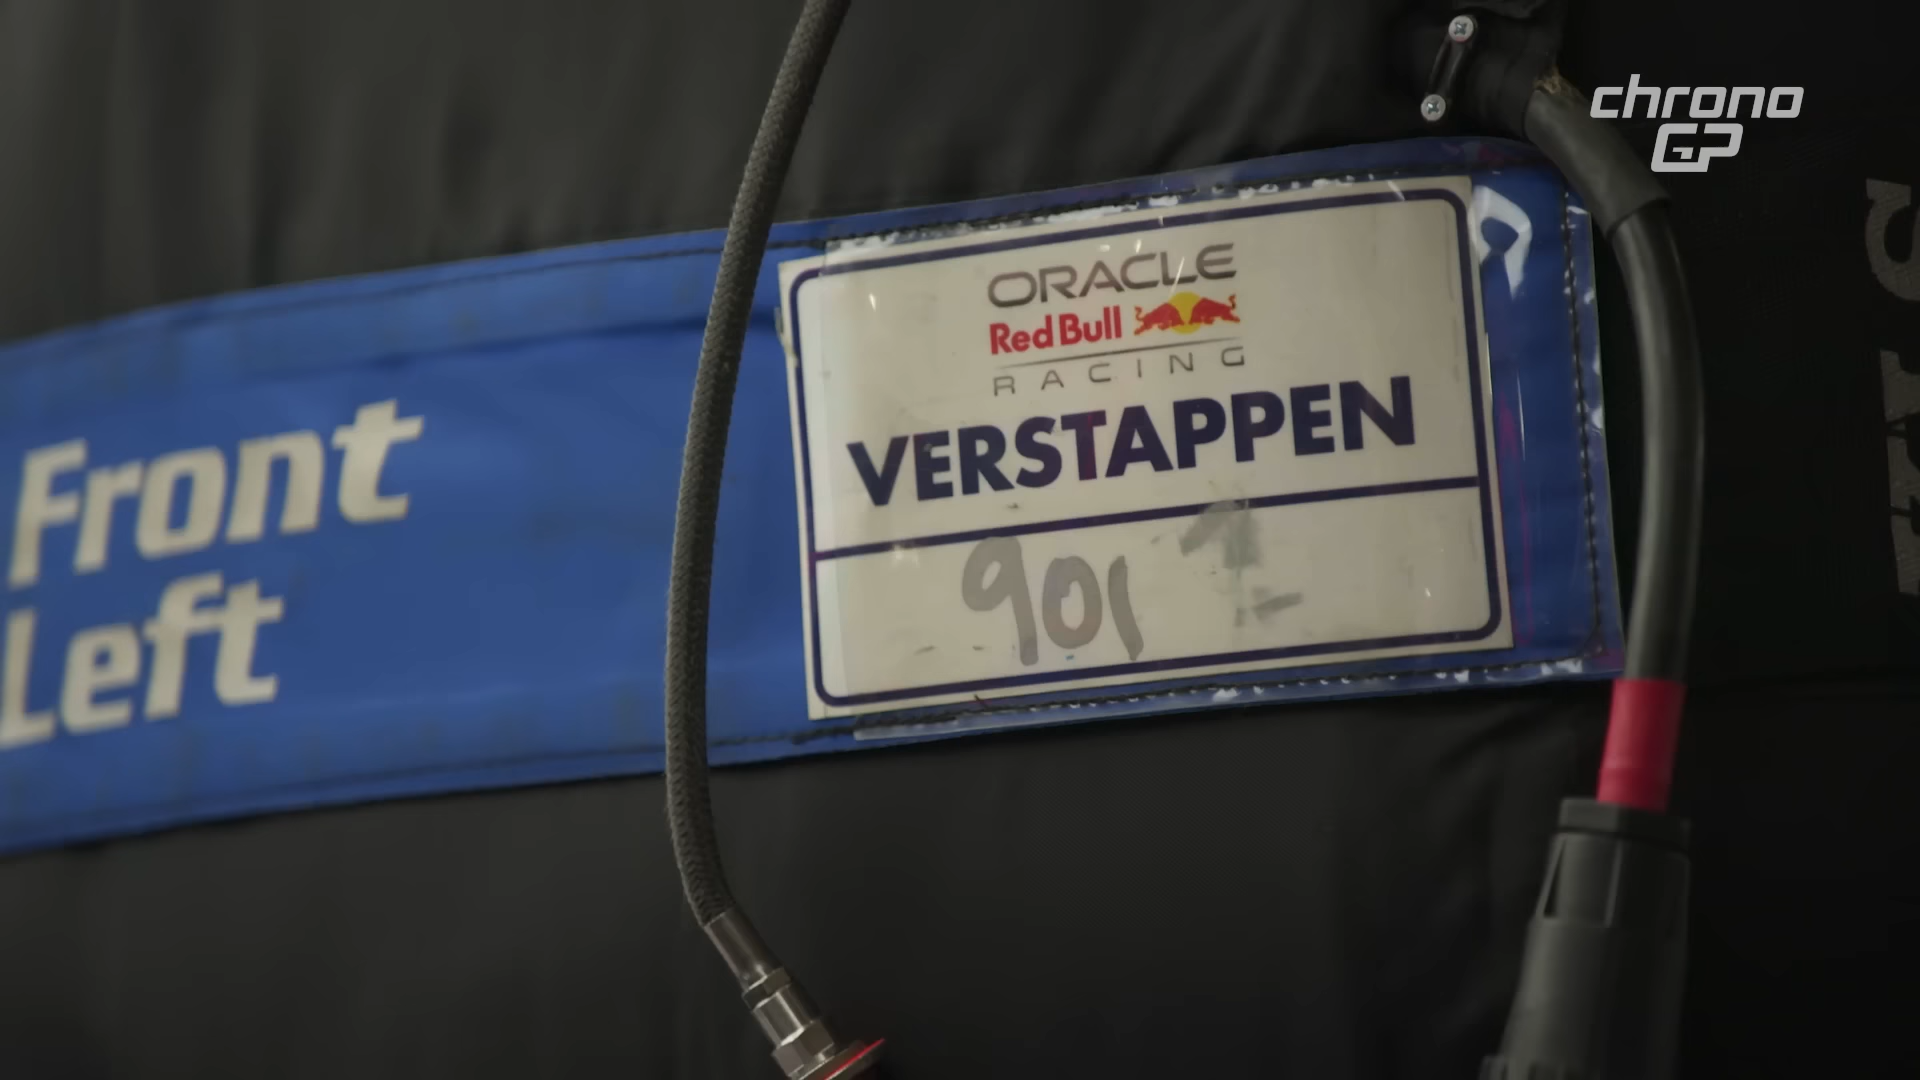 chrono
GP
Front
Left
ORACLE
Red Bull
RACING
VERSTAPPEN
901